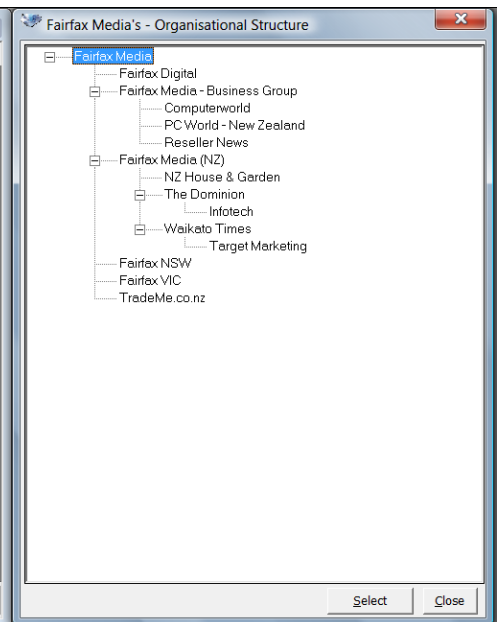 Fairfax Media's - Organisational Structure
Fairfax Media
Fairfax Digital
Fairfax Media - Business Group
Computerworld
PC World - New Zealand
Reseller News
Fairfax Media (NZ)
NZ House & Garden
The Dominion
Infotech
Waikato Times
Target Marketing
Fairfax NSW
Fairfax VIC
TradeMe.co.nz
Select Close